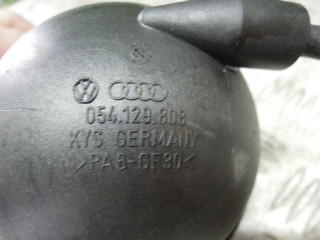 054.129.808
KYS GERMANY
>PA6-GF30<